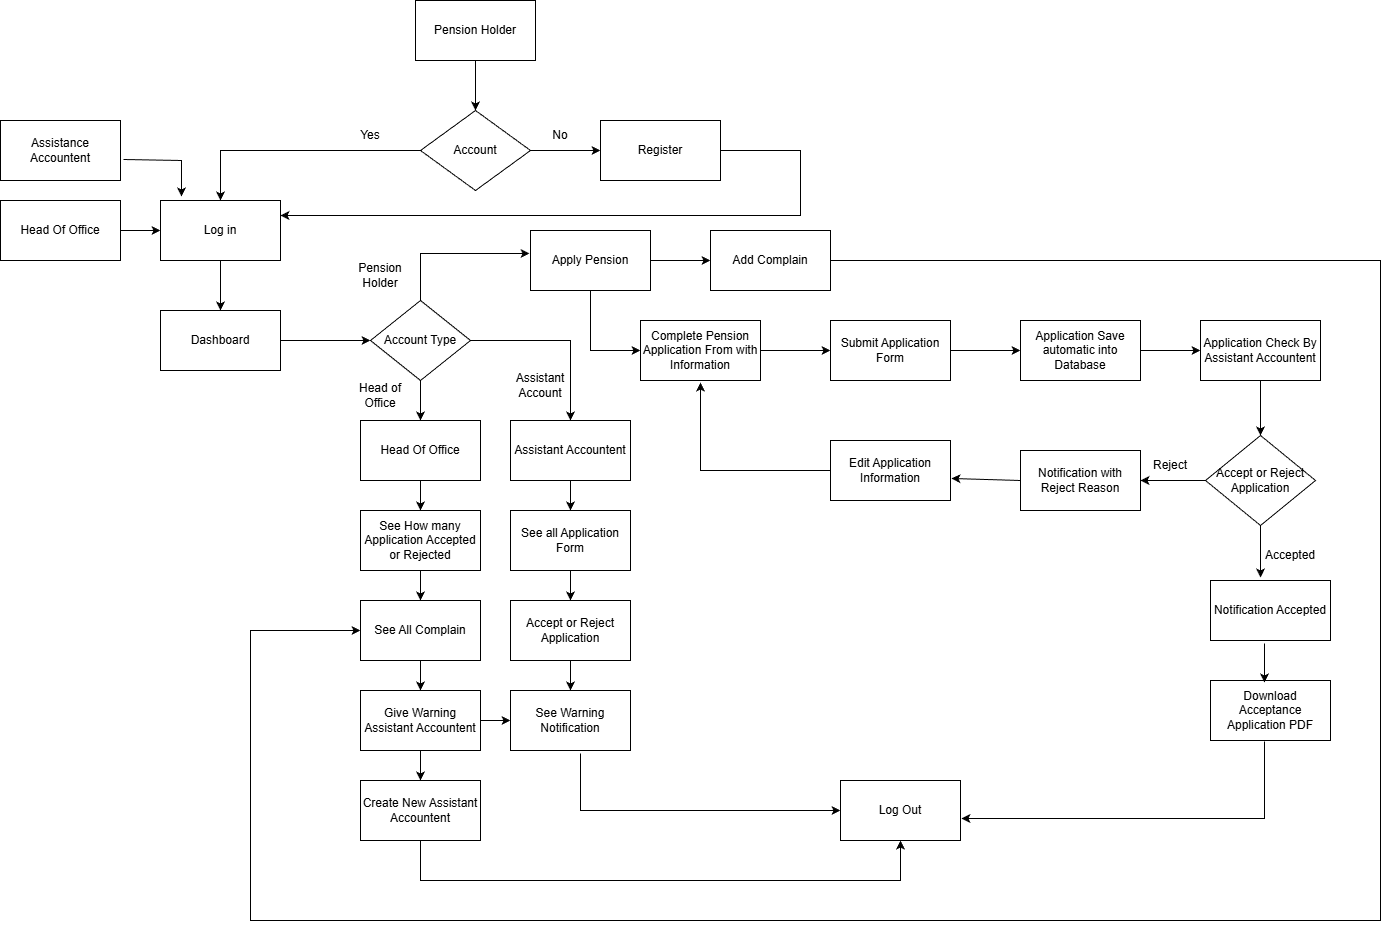 Pension Holder
Yes
No
Account
Register
Assistance
Accountent
Head Of Office
Log in
Pension
Holder
Apply Pension
Add Complain
Dashboard
Account Type
Complete Pension
Application From with
Information
Submit Application
Form
Application Save
automatic into
Database
Application Check By
Assistant Accountent
Head of
Office
Assistant
Account
Head Of Office
Assistant Accountent
Edit Application
Information
Notification with
Reject Reason
Reject
Accept or Reject
Application
See How many
Application Accepted
or Rejected
See all Application
Form
Accepted
Notification Accepted
See All Complain
Accept or Reject
Application
Give Warning
Assistant Accountent
See Warning
Notification
Download
Acceptance
Application PDF
Create New Assistant
Accountent
Log Out